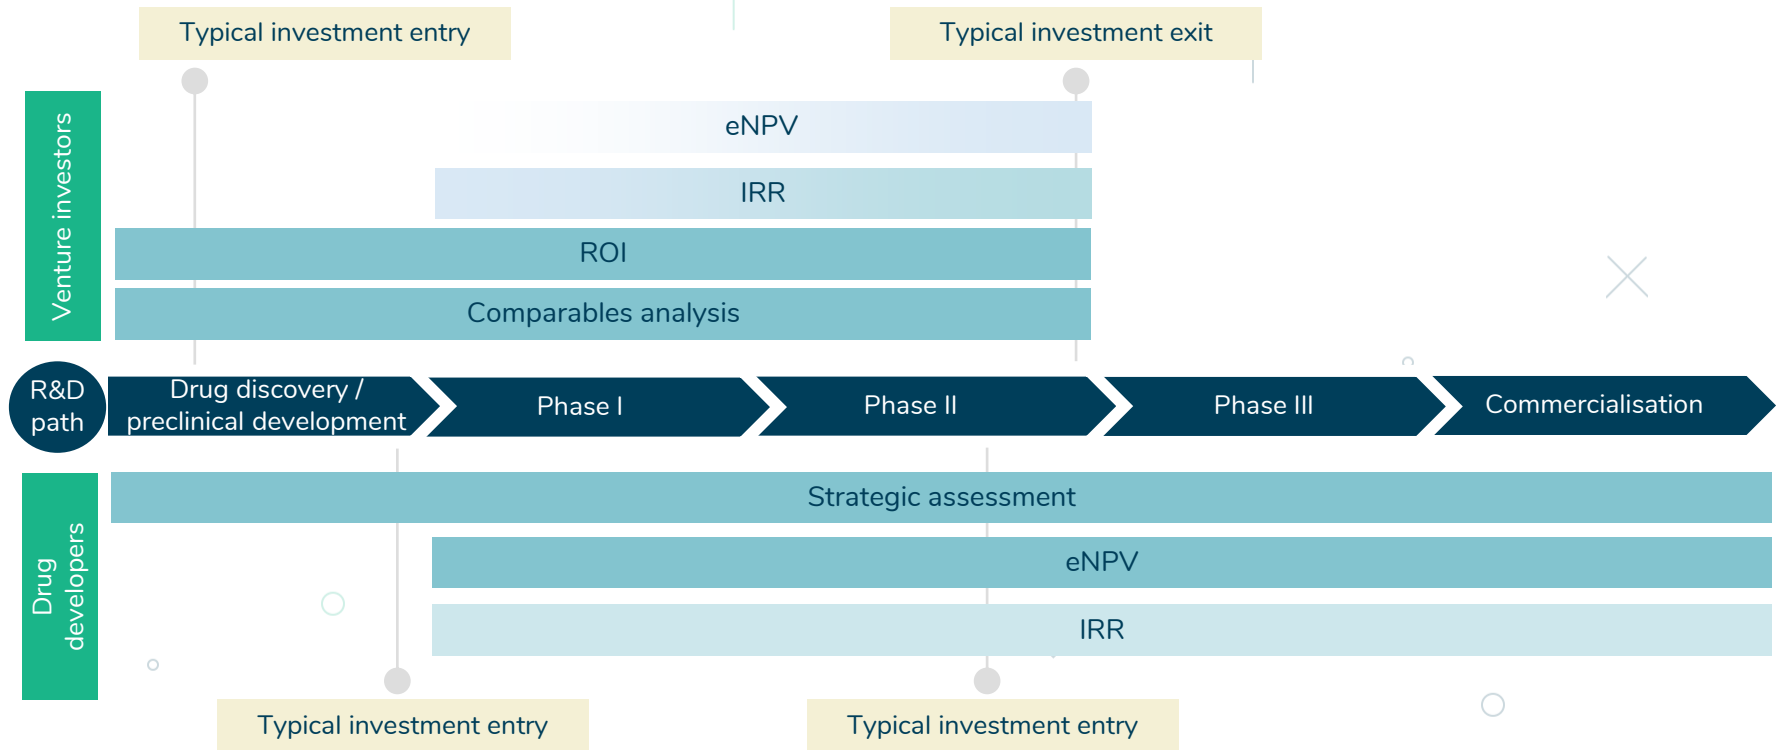 Typical investment entry
Typical investment exit
Venture investors
eNPV
IRR
ROI
Comparables analysis
R&D
path
Drug discovery /
preclinical development
Phase I
Phase II
Phase III
Commercialisation
Drug
developers
Strategic assessment
eNPV
IRR
Typical investment entry
Typical investment entry